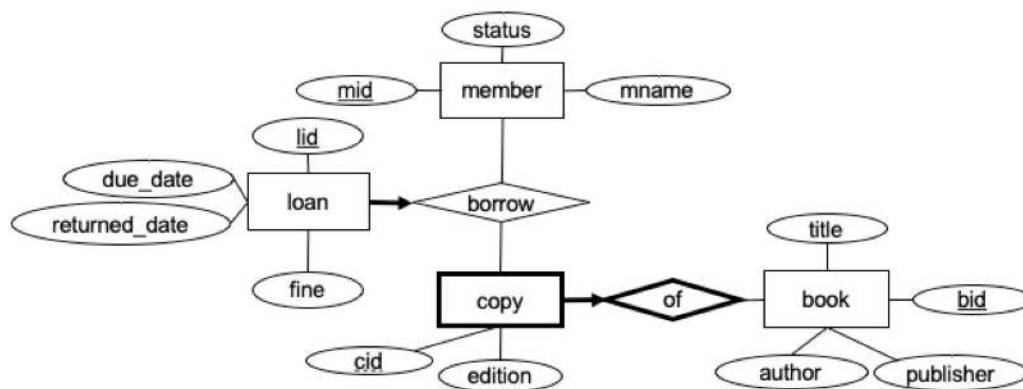 status
mid
member
mname
lid
due_date
loan
borrow
returned_date
title
fine
copy
of
book
bid
cid
edition
author
publisher